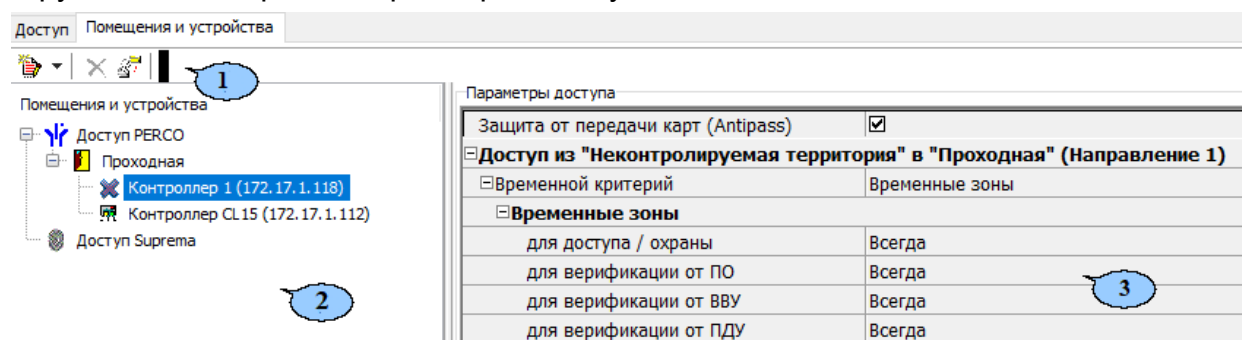 Доступ Помещения и устройства
1
Помещения и устройства
Доступ PERCO
Проходная
Контроллер 1 (172.17.1.118)
Контроллер CL15 (172.17.1.112)
Доступ Suprema
2
Параметры доступа
Защита от передачи карт (Antipass)
Доступ из "Неконтролируемая территория" в "Проходная" (Направление 1)
Временной критерий Временные зоны
Временные зоны
для доступа / охраны Всегда
для верификации от ПО Всегда
для верификации от ВВУ Всегда
для верификации от ПДУ Всегда
3